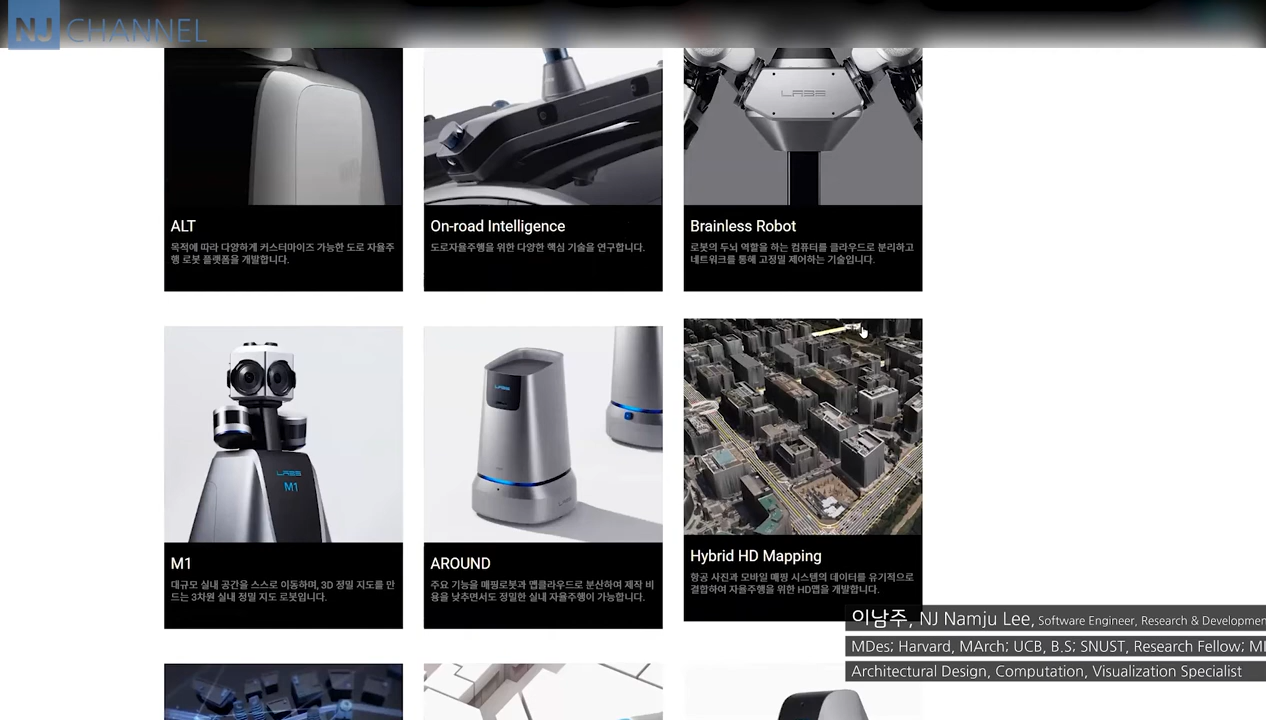 NJ CHANNEL
LABS
ALT
목적에 따라 다양하게 커스터마이즈 가능한 도로 자율주
행 로봇 플랫폼을 개발합니다.
On-road Intelligence
도로자율주행을 위한 다양한 핵심 기술을 연구합니다.
Brainless Robot
로봇의 두뇌 역할을 하는 컴퓨터를 클라우드로 분리하고
네트워크를 통해 고정밀 제어하는 기술입니다.
LABS
M1
LABS
M1
대규모 실내 공간을 스스로 이동하며, 3D 정밀 지도를 만
드는 3차원 실내 정밀 지도 로봇입니다.
AROUND
주요 기능을 매핑로봇과 맵클라우드로 분산하여 제작 비
용을 낮추면서도 정밀한 실내 자율주행이 가능합니다.
Hybrid HD Mapping
항공 사진과 모바일 매핑 시스템의 데이터를 유기적으로
결합하여 자율주행을 위한 HD맵을 개발합니다.
이남주, NJ Namju Lee, Software Engineer, Research & Developmen
MDes; Harvard, MArch; UCB, B.S; SNUST, Research Fellow; MI
Architectural Design, Computation, Visualization Specialist